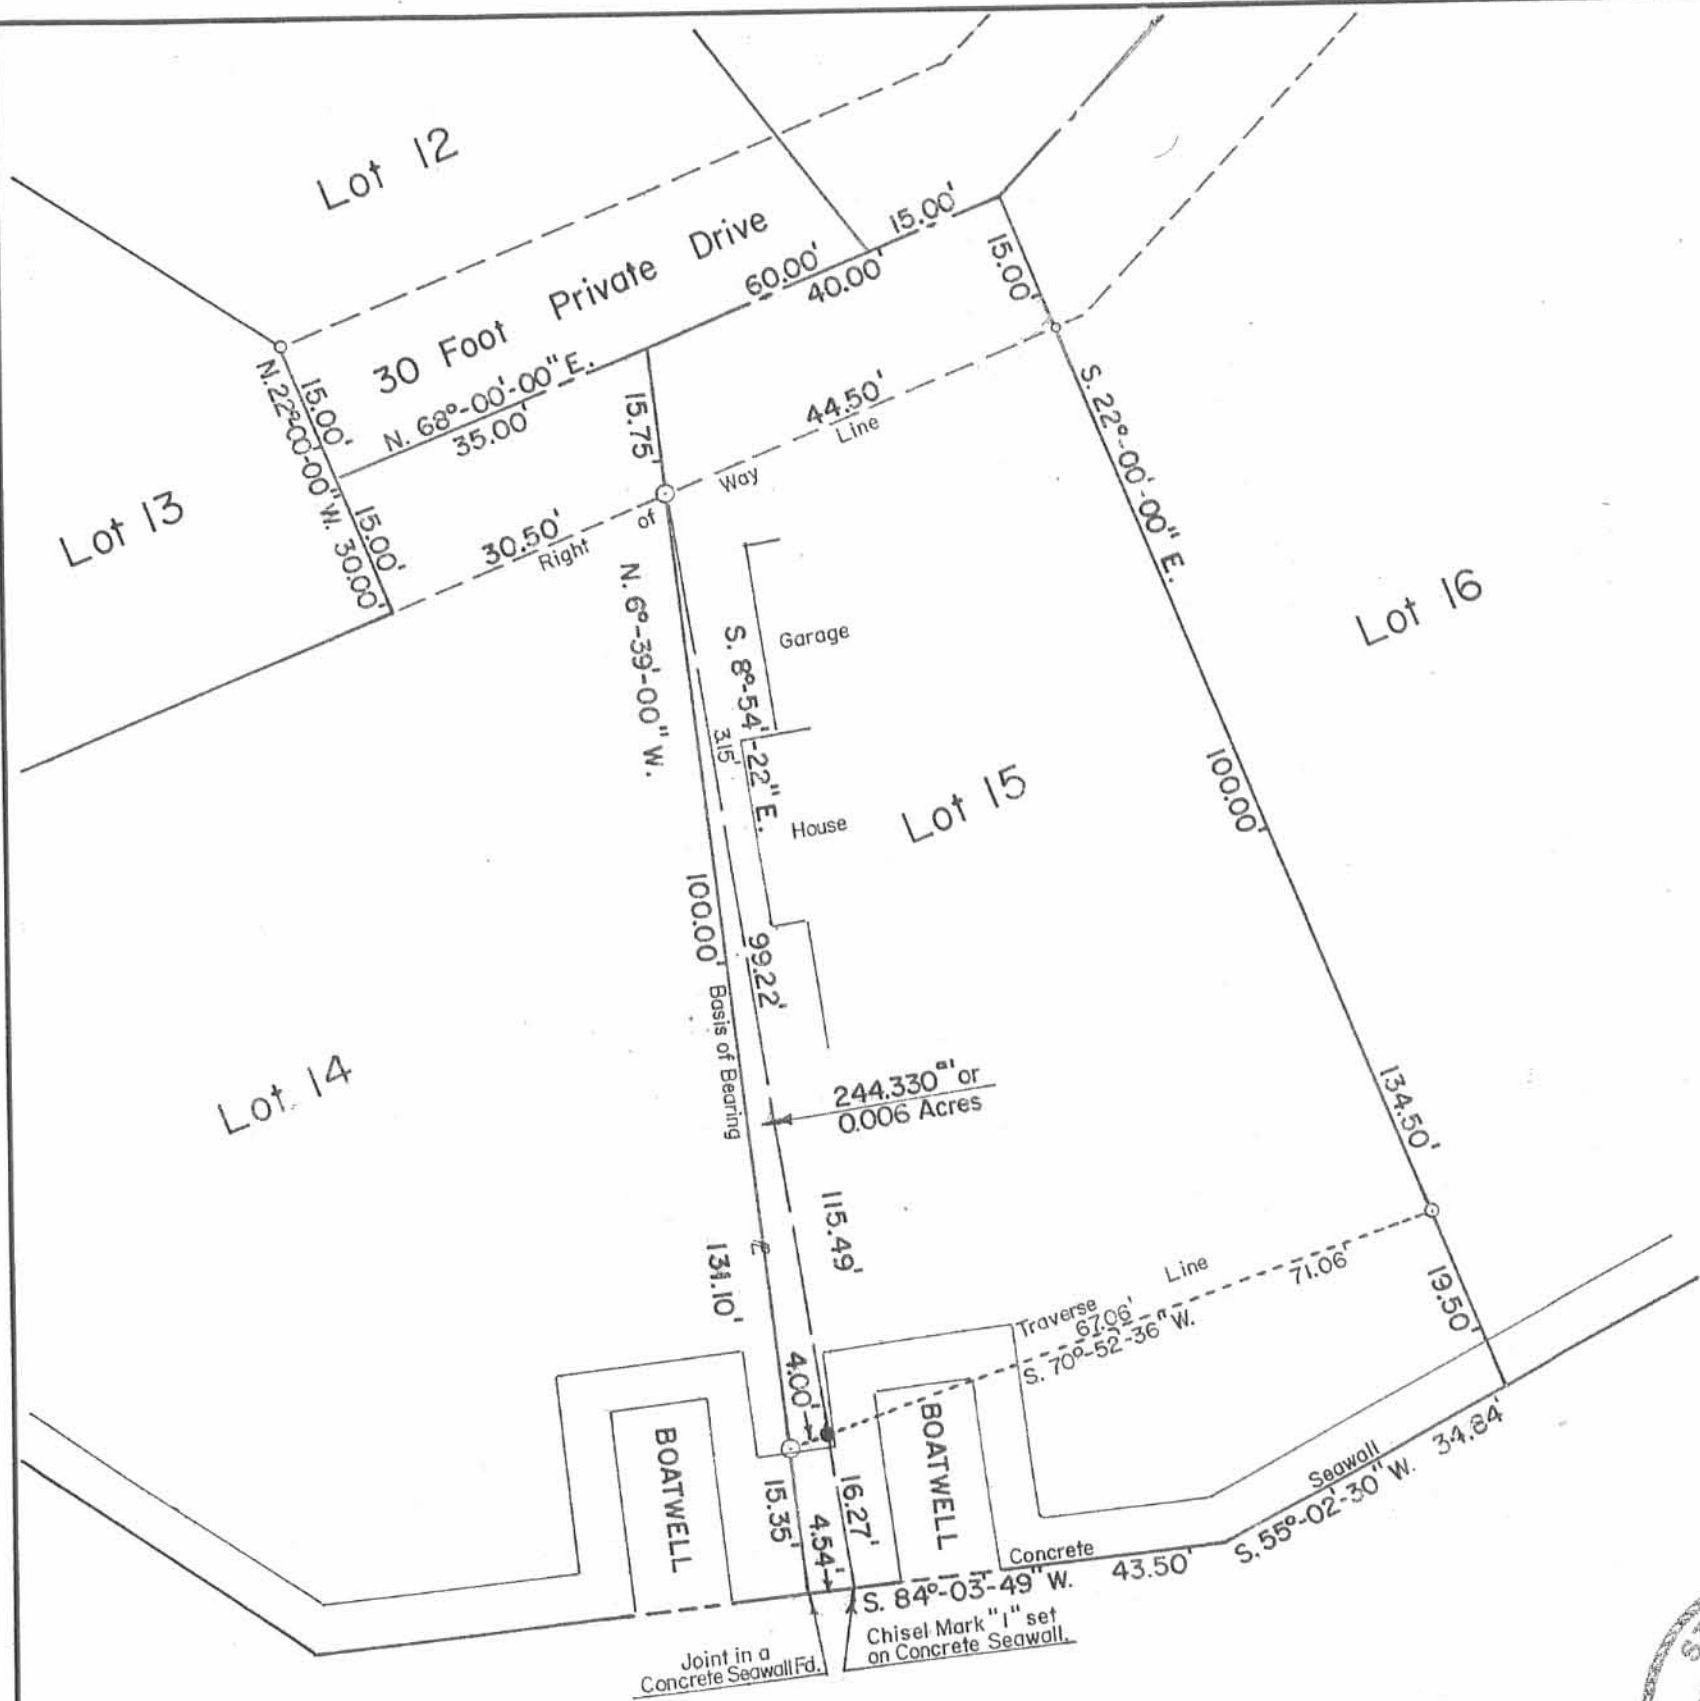 Lot 12
30 Foot Private Drive
60.00'
40.00'
15.00'
15.00'
N. 68°-00'-00" E.
35.00'
N. 22°-00'-00" W. 30.00'
15.00'
15.00'
Lot 13
30.50'
15.75'
44.50'
Right of Way Line
S. 22°-00'-00" E.
Lot 16
N. 6°-39'-00" W.
S. 8°-54'-22" E.
Garage
3.15'
House
Lot 15
100.00'
100.00'
99.22'
Basis of Bearing
Lot 14
244.330□' or
0.006 Acres
134.50'
115.49'
131.10'
Traverse Line
67.06'
71.06'
S. 70°-52'-36" W.
19.50'
4.00'
BOATWELL
BOATWELL
15.35'
16.27'
4.54'
Concrete Seawall
34.84'
S. 55°-02'-30" W.
43.50'
S. 84°-03'-49" W.
Chisel Mark "1" set
on Concrete Seawall.
Joint in a
Concrete Seawall Fd.